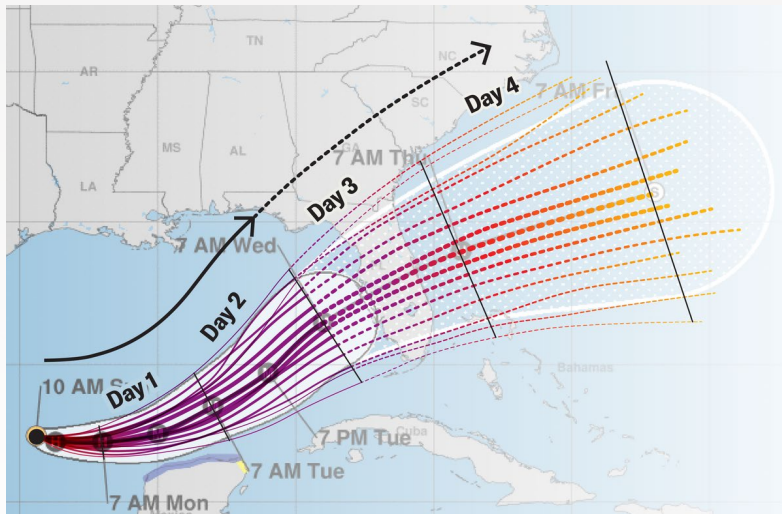 TN
NC
AR
SC
MS
AL
GA
LA
7 AM Fri
Day 4
7 AM Thu
Day 3
7 AM Wed
Day 2
Day 1
10 AM
7 PM Tue
Cuba
Bahamas
7 AM Tue
7 AM Mon